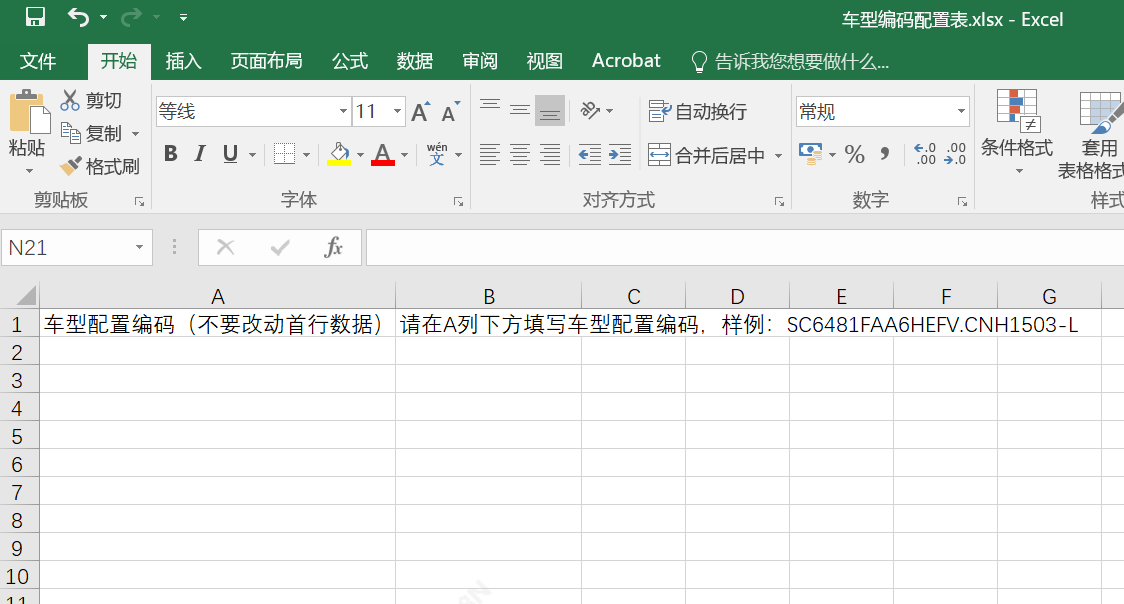 车型编码配置表.xlsx - Excel
文件 开始 插入 页面布局 公式 数据 审阅 视图 Acrobat 告诉我您想要做什么...
粘贴
剪切
复制
格式刷
剪贴板
等线 11
B I U A wén 文
字体
自动换行
合并后居中
对齐方式
常规
% , .0 .00 .00 .0
数字
条件格式
套用
表格格式
样式
N21 fx
A B C D E F G
1 车型配置编码（不要改动首行数据） 请在A列下方填写车型配置编码，样例：SC6481FAA6HEFV.CNH1503-L
2
3
4
5
6
7
8
9
10
11